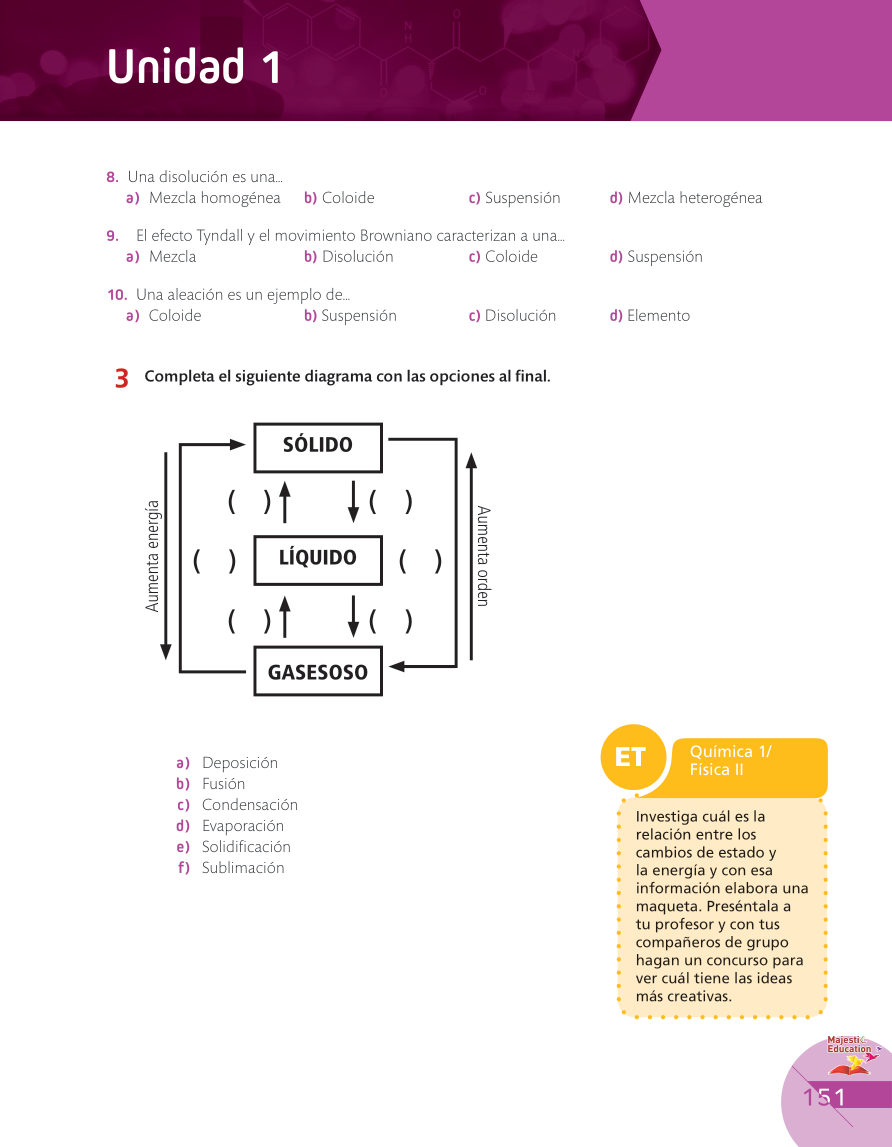 Unidad 1
8. Una disolución es una...
a) Mezcla homogénea b) Coloide c) Suspensión d) Mezcla heterogénea
9. El efecto Tyndall y el movimiento Browniano caracterizan a una...
a) Mezcla b) Disolución c) Coloide d) Suspensión
10. Una aleación es un ejemplo de...
a) Coloide b) Suspensión c) Disolución d) Elemento
3 Completa el siguiente diagrama con las opciones al final.
SÓLIDO
( ) ( )
Aumenta energía
Aumenta orden
( ) LÍQUIDO ( )
( ) ( )
GASESOSO
a) Deposición
b) Fusión
c) Condensación
d) Evaporación
e) Solidificación
f) Sublimación
ET
Química 1/
Física II
Investiga cuál es la
relación entre los
cambios de estado y
la energía y con esa
información elabora una
maqueta. Preséntala a
tu profesor y con tus
compañeros de grupo
hagan un concurso para
ver cuál tiene las ideas
más creativas.
Majestic
Education
151